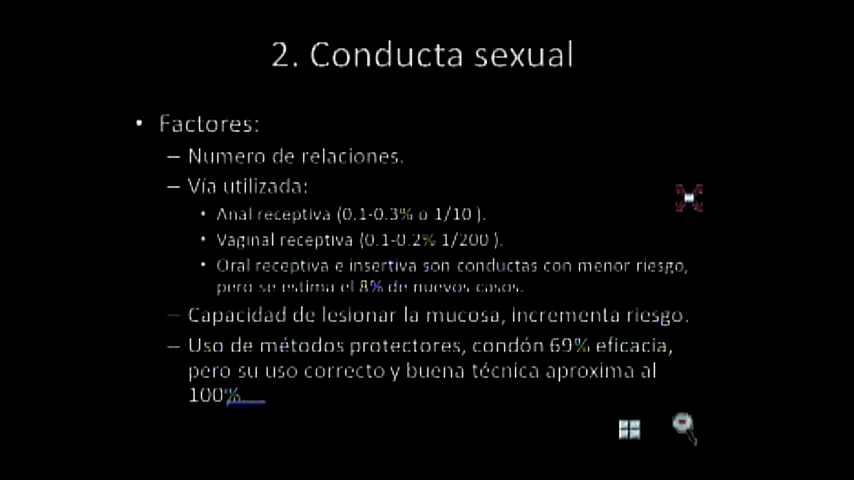 2. Conducta sexual
• Factores:
– Numero de relaciones.
– Vía utilizada:
• Anal receptiva (0.1-0.3% o 1/10 ).
• Vaginal receptiva (0.1-0.2% 1/200 ).
• Oral receptiva e insertiva son conductas con menor riesgo,
pero se estima el 8% de nuevos casos.
– Capacidad de lesionar la mucosa, incrementa riesgo.
– Uso de métodos protectores, condón 69% eficacia,
pero su uso correcto y buena técnica aproxima al
100%